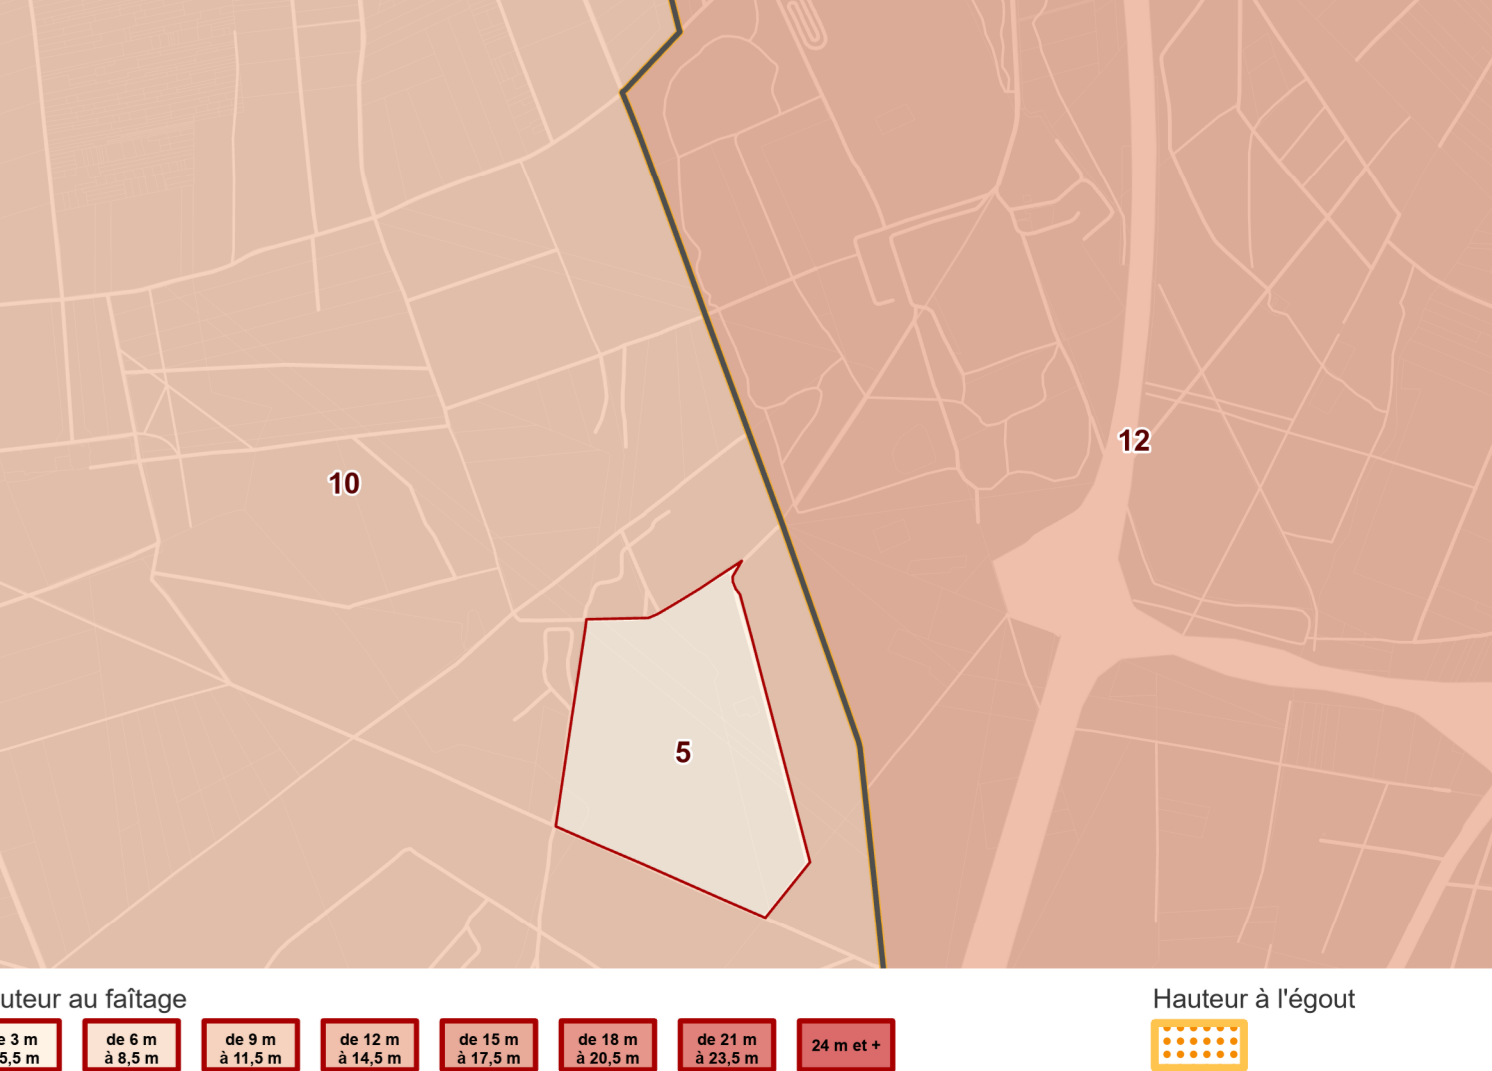 12
10
5
uteur au faîtage
Hauteur à l'égout
e 3 m
5,5 m
de 6 m
à 8,5 m
de 9 m
à 11,5 m
de 12 m
à 14,5 m
de 15 m
à 17,5 m
de 18 m
à 20,5 m
de 21 m
à 23,5 m
24 m et +